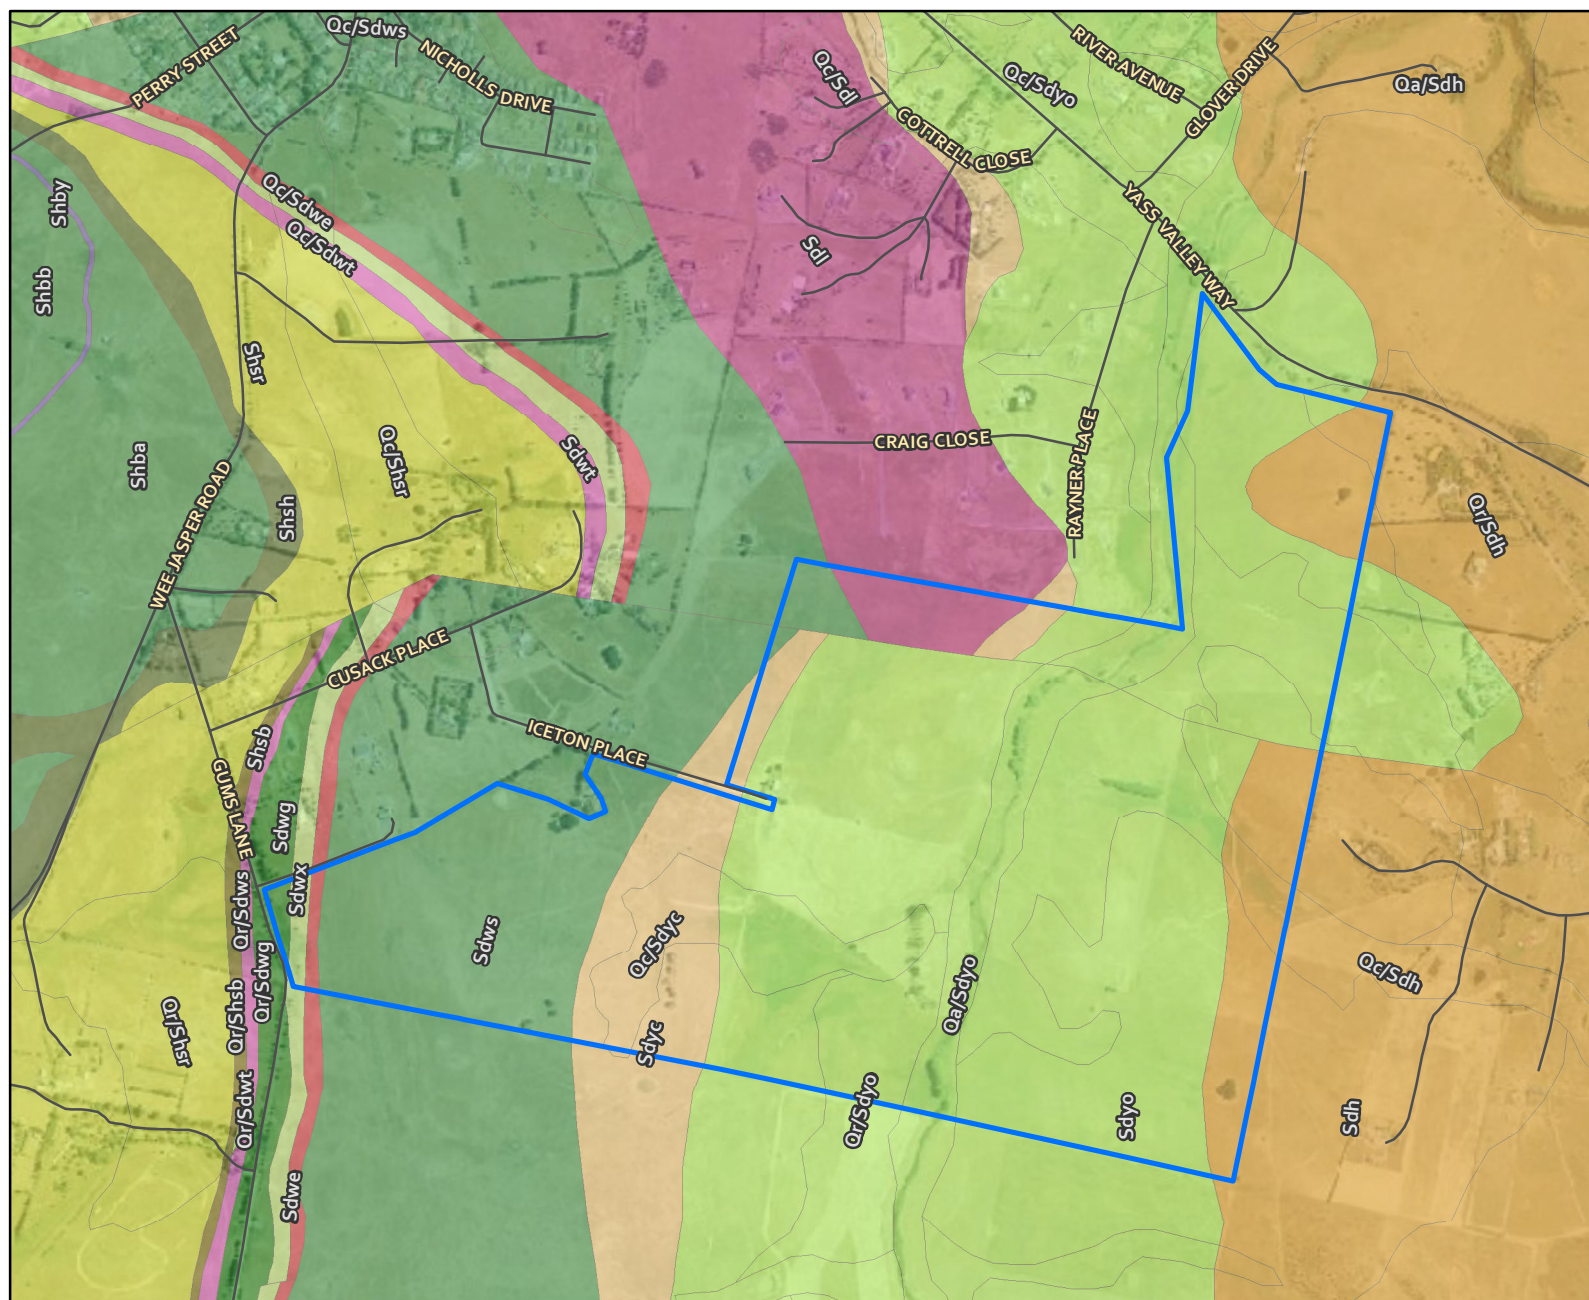 Qc/Sdws
PERRY STREET
NICHOLLS DRIVE
Qc/Sdl
Qc/Sdyo
RIVER AVENUE
GLOVER DRIVE
Qa/Sdh
COTTRELL CLOSE
Shby
Qc/Sdwe
Qc/Sdwt
Sdl
YASS VALLEY WAY
Shbb
Shsr
Qc/Shsr
Sdwt
CRAIG CLOSE
RAYNER PLACE
Shba
Shsh
WEE JASPER ROAD
Qr/Sdh
CUSACK PLACE
ICETON PLACE
Shsb
GUMS LANE
Sdwg
Sdwx
Qr/Sdws
Sdws
Qc/Sdyc
Qr/Sdwg
Qa/Sdyo
Qc/Sdh
Qr/Shsb
Qr/Shsr
Sdyc
Qr/Sdwt
Qr/Sdyo
Sdyo
Sdh
Sdwe